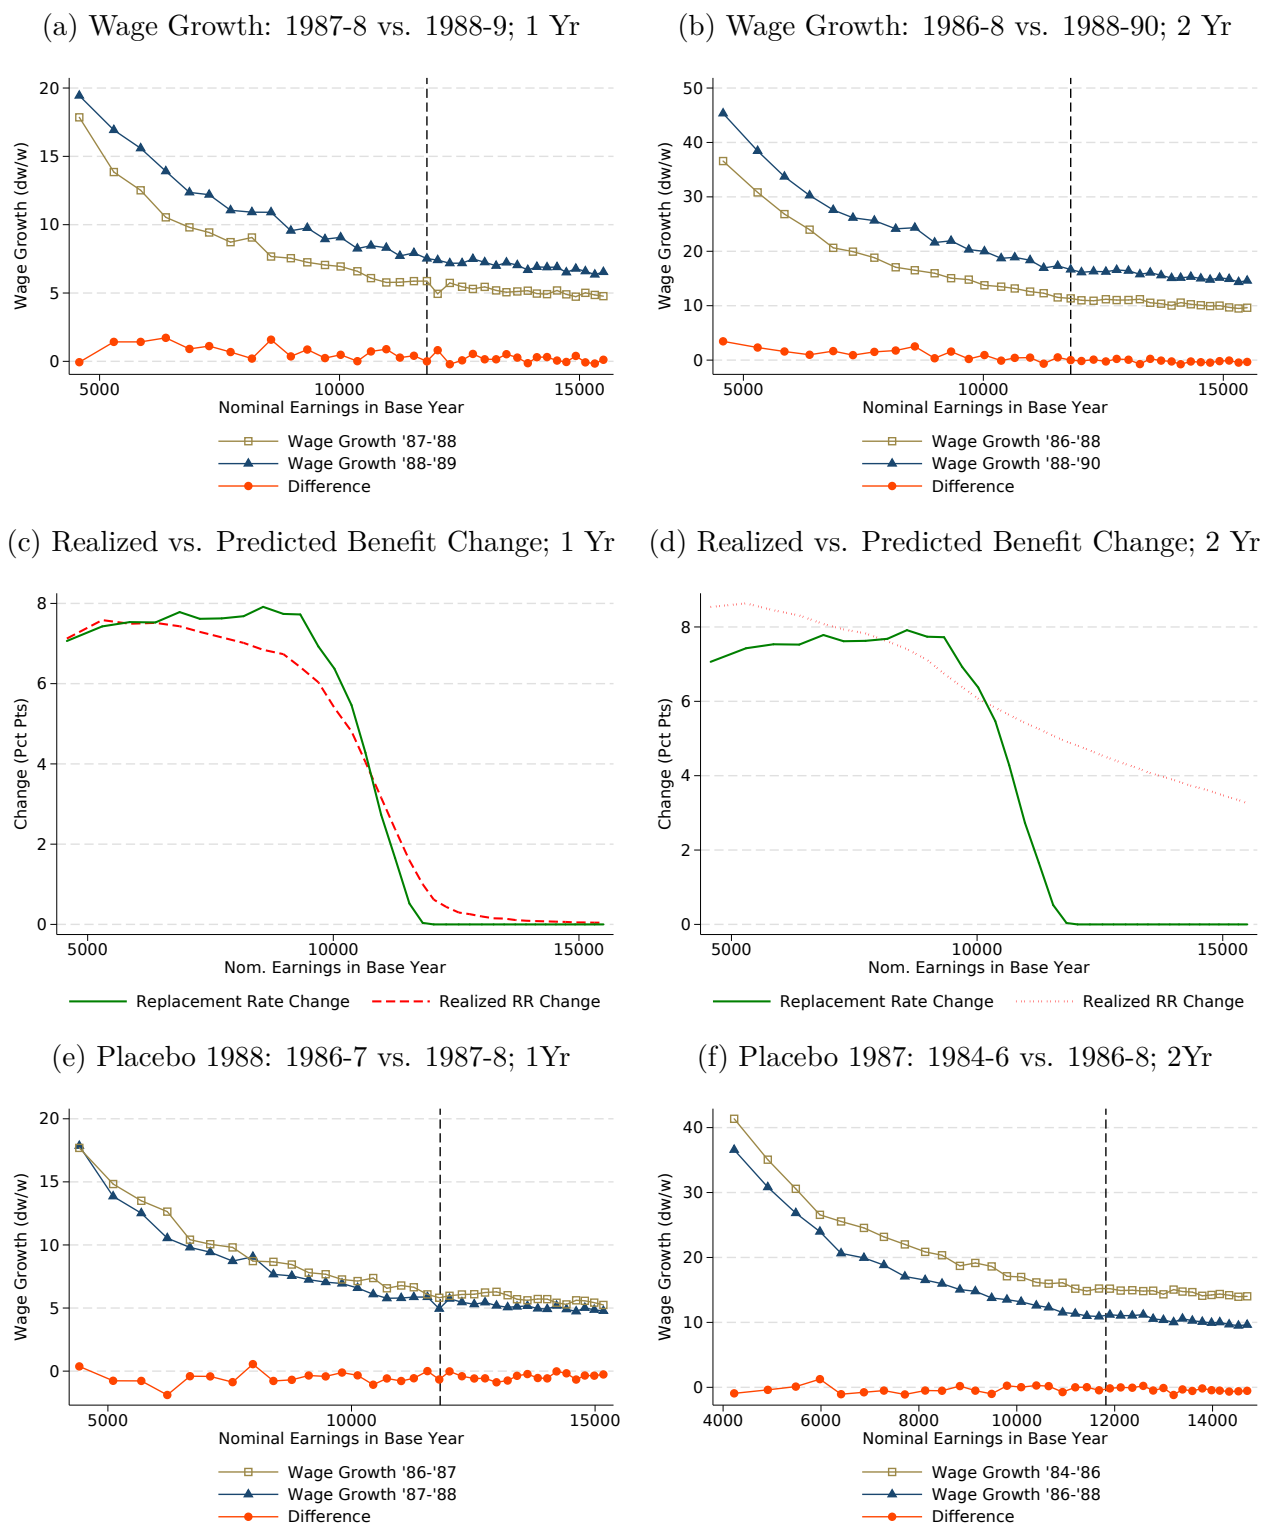 (a) Wage Growth: 1987-8 vs. 1988-9; 1 Yr
20
15
10
5
0
Wage Growth (dw/w)
5000 10000 15000
Nominal Earnings in Base Year
Wage Growth '87-'88
Wage Growth '88-'89
Difference
(b) Wage Growth: 1986-8 vs. 1988-90; 2 Yr
50
40
30
20
10
0
Wage Growth (dw/w)
5000 10000 15000
Nominal Earnings in Base Year
Wage Growth '86-'88
Wage Growth '88-'90
Difference
(c) Realized vs. Predicted Benefit Change; 1 Yr
8
6
4
2
0
Change (Pct Pts)
5000 10000 15000
Nom. Earnings in Base Year
Replacement Rate Change Realized RR Change
(d) Realized vs. Predicted Benefit Change; 2 Yr
8
6
4
2
0
Change (Pct Pts)
5000 10000 15000
Nom. Earnings in Base Year
Replacement Rate Change Realized RR Change
(e) Placebo 1988: 1986-7 vs. 1987-8; 1Yr
20
15
10
5
0
Wage Growth (dw/w)
5000 10000 15000
Nominal Earnings in Base Year
Wage Growth '86-'87
Wage Growth '87-'88
Difference
(f) Placebo 1987: 1984-6 vs. 1986-8; 2Yr
40
30
20
10
0
Wage Growth (dw/w)
4000 6000 8000 10000 12000 14000
Nominal Earnings in Base Year
Wage Growth '84-'86
Wage Growth '86-'88
Difference